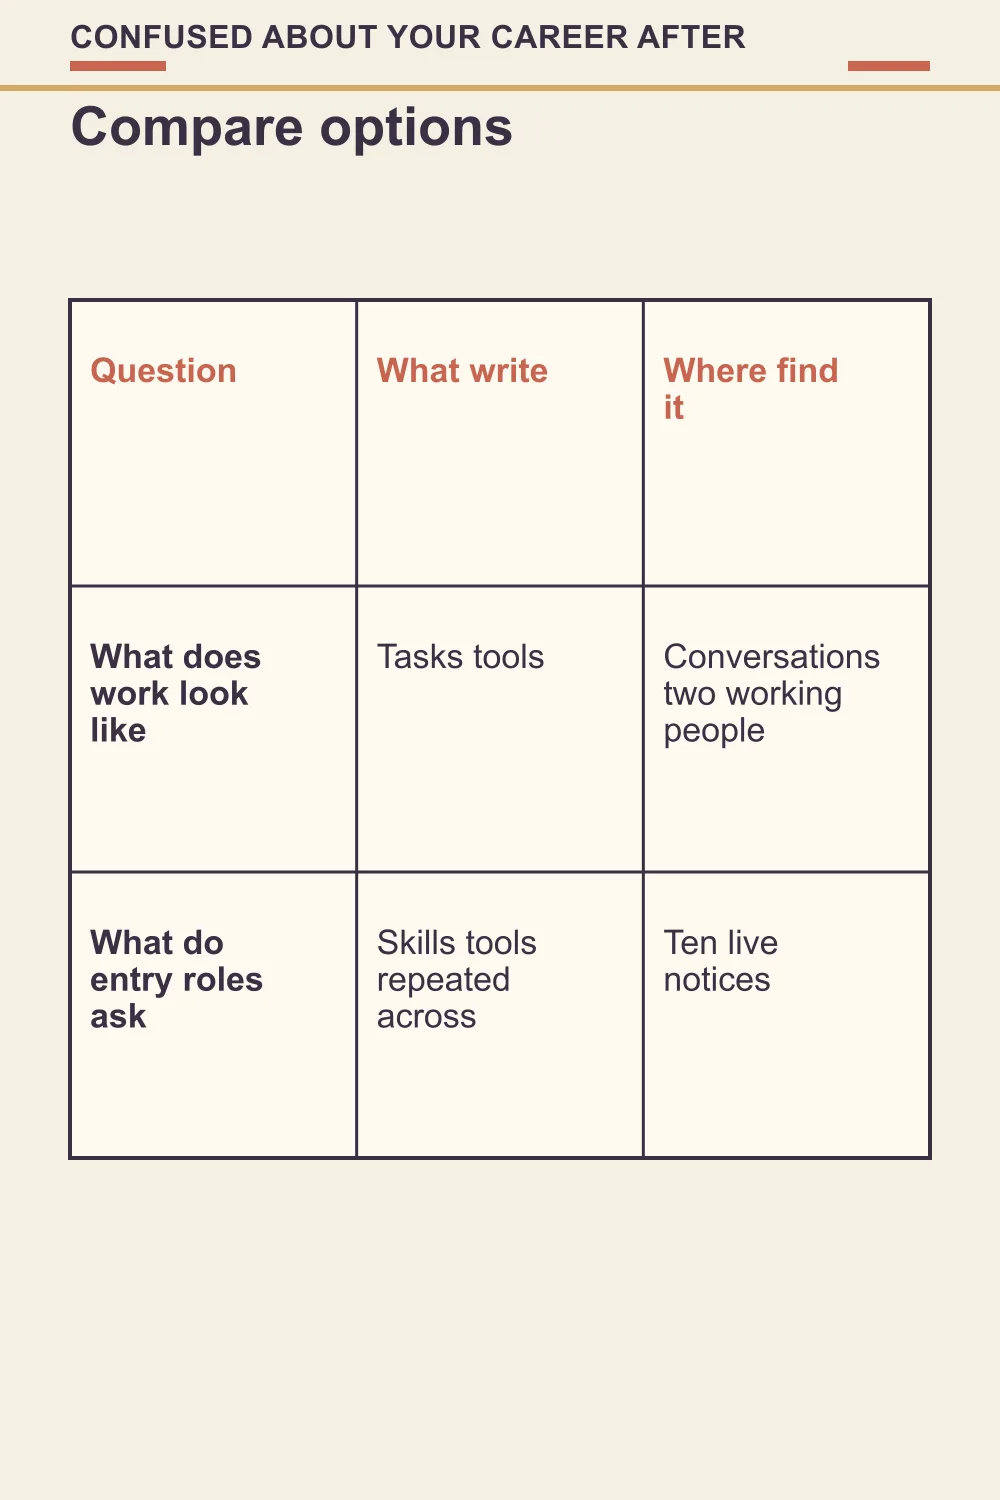 CONFUSED ABOUT YOUR CAREER AFTER
Compare options
Question
What write
Where find
it
What does
work look
like
Tasks tools
Conversations
two working
people
What do
entry roles
ask
Skills tools
repeated
across
Ten live
notices